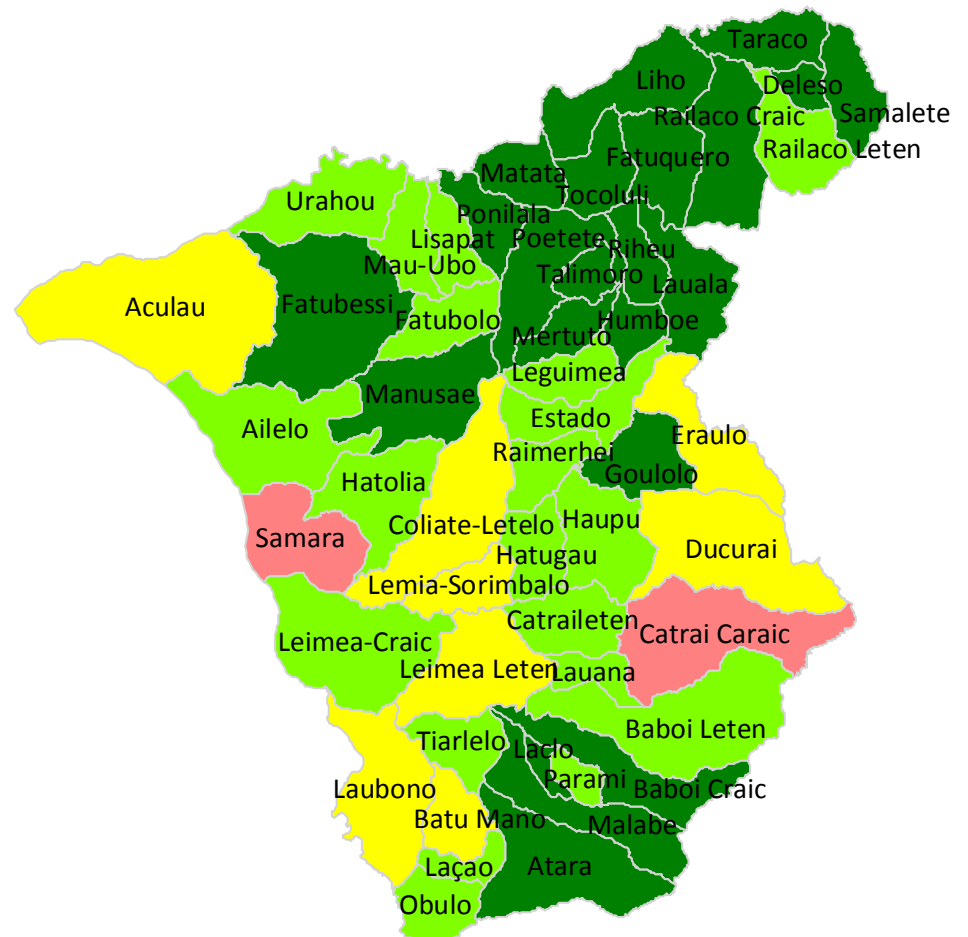 Taraco
Liho
Deleso
Railaco Craic
Samalete
Railaco Leten
Fatuquero
Matata
Tocoluli
Urahou
Ponilala
Lisapat
Poetete
Riheu
Mau-Ubo
Talimoro
Lauala
Aculau
Fatubessi
Fatubolo
Humboe
Mertuto
Leguimea
Manusae
Estado
Ailelo
Eraulo
Raimerhei
Goulolo
Hatolia
Haupu
Coliate-Letelo
Samara
Ducurai
Hatugau
Lemia-Sorimbalo
Catraileten
Catrai Caraic
Leimea-Craic
Leimea Leten
Lauana
Baboi Leten
Tiarlelo
Laclo
Parami
Laubono
Baboi Craic
Batu Mano
Malabe
Laçao
Atara
Obulo